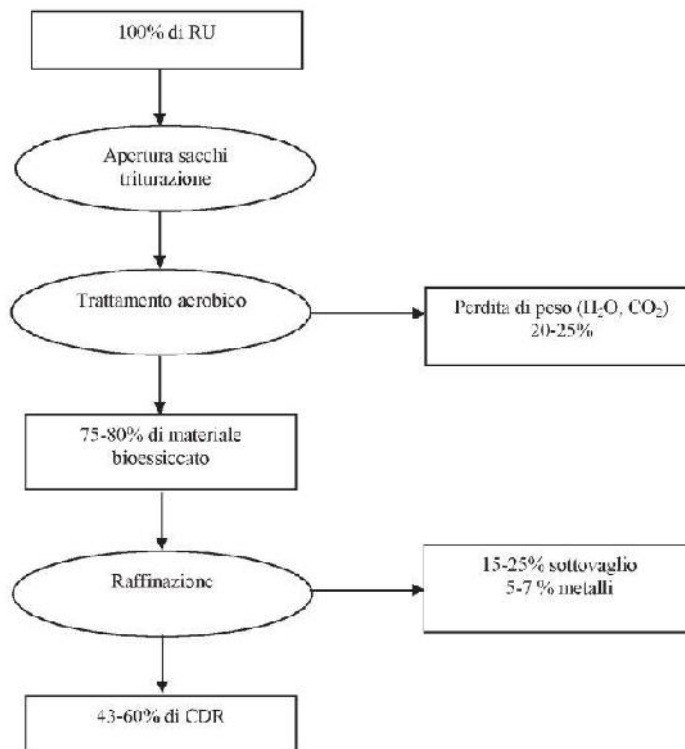 100% di RU
Apertura sacchi
triturazione
Trattamento aerobico
Perdita di peso (H₂O, CO₂)
20-25%
75-80% di materiale
bioessiccato
Raffinazione
15-25% sottovaglio
5-7 % metalli
43-60% di CDR